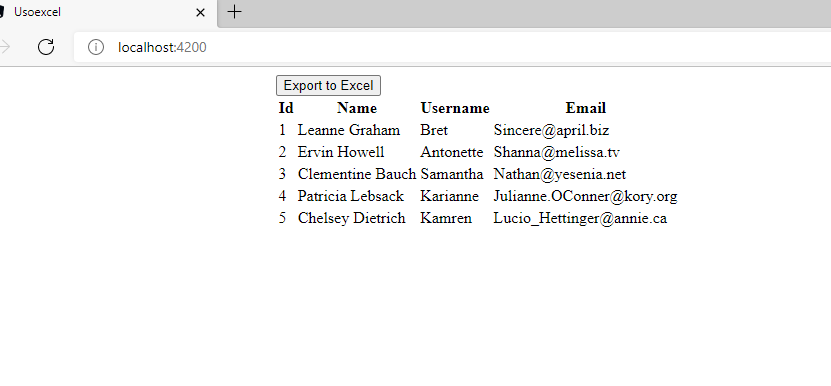 Usoexcel
localhost:4200
Export to Excel
Id Name Username Email
1 Leanne Graham Bret Sincere@april.biz
2 Ervin Howell Antonette Shanna@melissa.tv
3 Clementine Bauch Samantha Nathan@yesenia.net
4 Patricia Lebsack Karianne Julianne.OConner@kory.org
5 Chelsey Dietrich Kamren Lucio_Hettinger@annie.ca